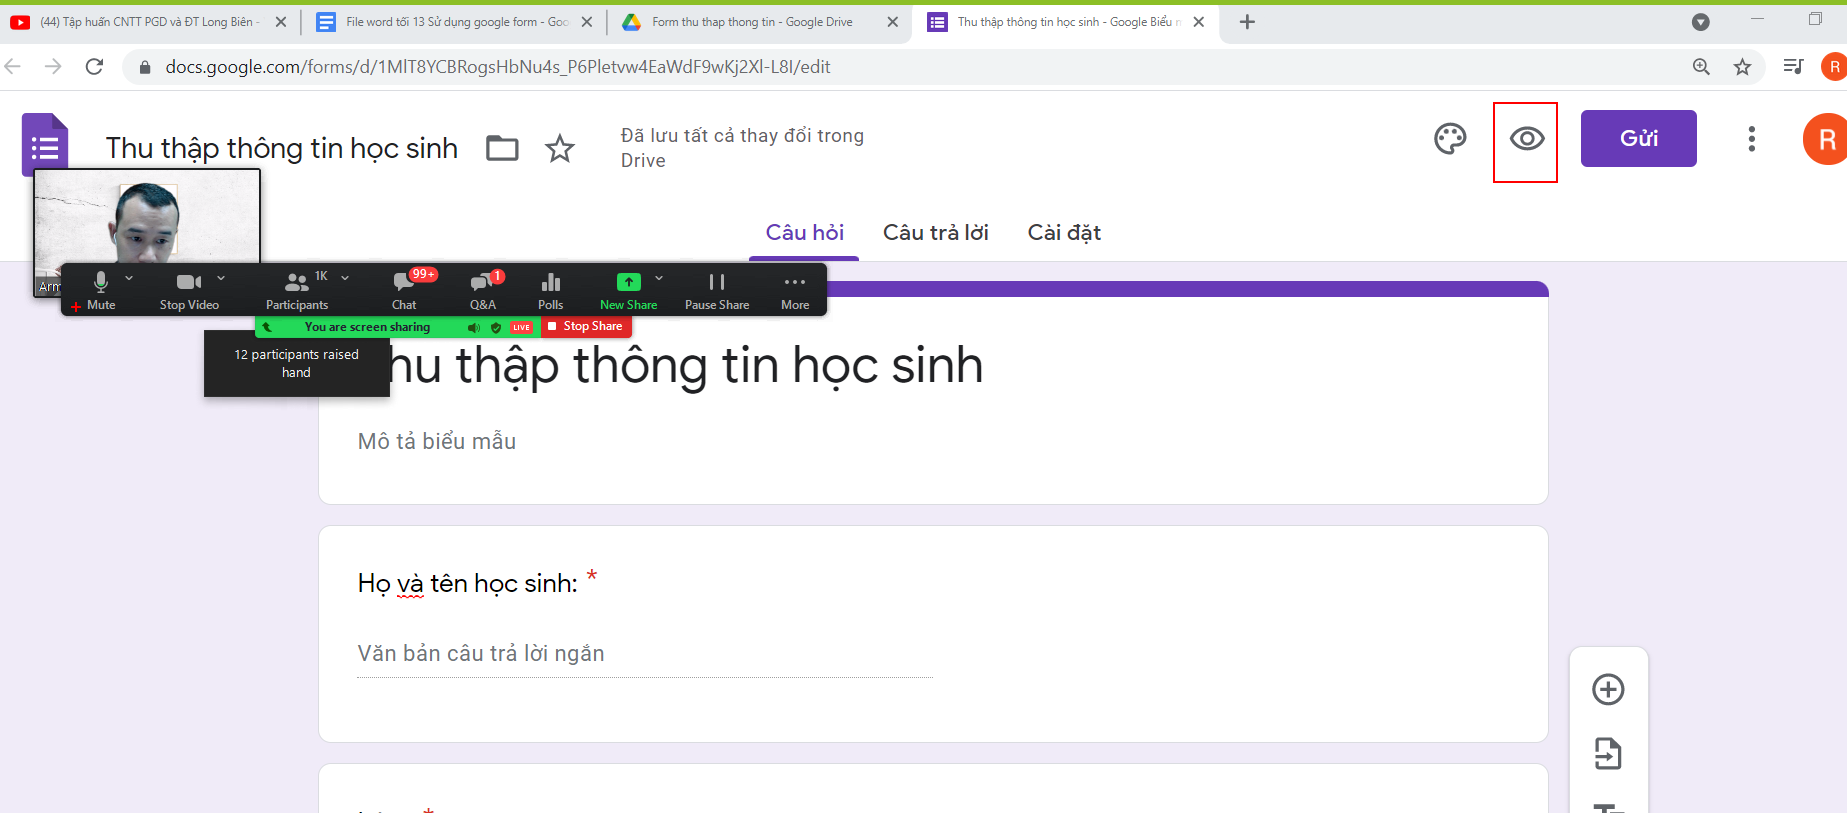 (44) Tập huấn CNTT PGD và ĐT Long Biên -
File word tối 13 Sử dụng google form - Goo
Form thu thap thong tin - Google Drive
Thu thập thông tin học sinh - Google Biểu m
docs.google.com/forms/d/1MlT8YCBRogsHbNu4s_P6Pletvw4EaWdF9wKj2Xl-L8I/edit
R
Thu thập thông tin học sinh
Đã lưu tất cả thay đổi trong
Drive
Gửi
R
Câu hỏi
Câu trả lời
Cài đặt
Arm
Mute
Stop Video
1K
Participants
99+
Chat
1
Q&A
Polls
New Share
Pause Share
More
You are screen sharing
LIVE
Stop Share
12 participants raised
hand
hu thập thông tin học sinh
Mô tả biểu mẫu
Họ và tên học sinh: *
Văn bản câu trả lời ngắn
*